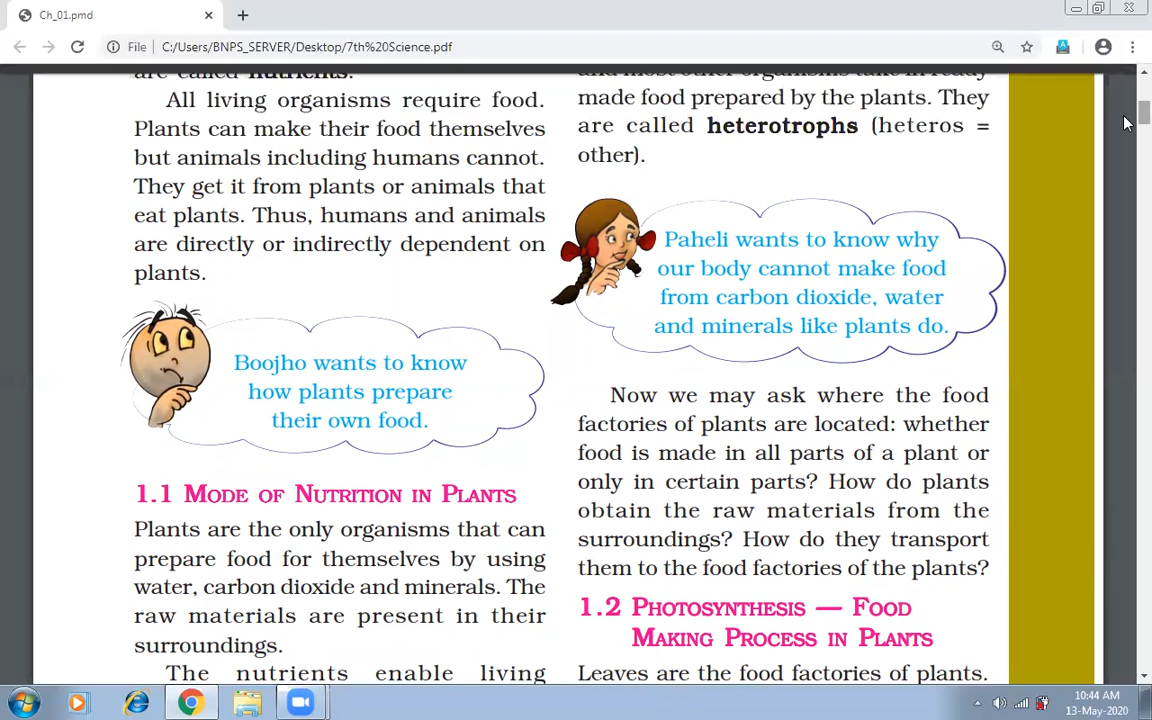 Ch_01.pmd
File
C:/Users/BNPS_SERVER/Desktop/7th%20Science.pdf
are called nutrients.
All living organisms require food.
Plants can make their food themselves
but animals including humans cannot.
They get it from plants or animals that
eat plants. Thus, humans and animals
are directly or indirectly dependent on
plants.
Boojho wants to know
how plants prepare
their own food.
1.1 MODE OF NUTRITION IN PLANTS
Plants are the only organisms that can
prepare food for themselves by using
water, carbon dioxide and minerals. The
raw materials are present in their
surroundings.
The nutrients enable living
and most other organisms take in ready
made food prepared by the plants. They
are called heterotrophs (heteros =
other).
Paheli wants to know why
our body cannot make food
from carbon dioxide, water
and minerals like plants do.
Now we may ask where the food
factories of plants are located: whether
food is made in all parts of a plant or
only in certain parts? How do plants
obtain the raw materials from the
surroundings? How do they transport
them to the food factories of the plants?
1.2 PHOTOSYNTHESIS — FOOD
MAKING PROCESS IN PLANTS
Leaves are the food factories of plants.
10:44 AM
13-May-2020